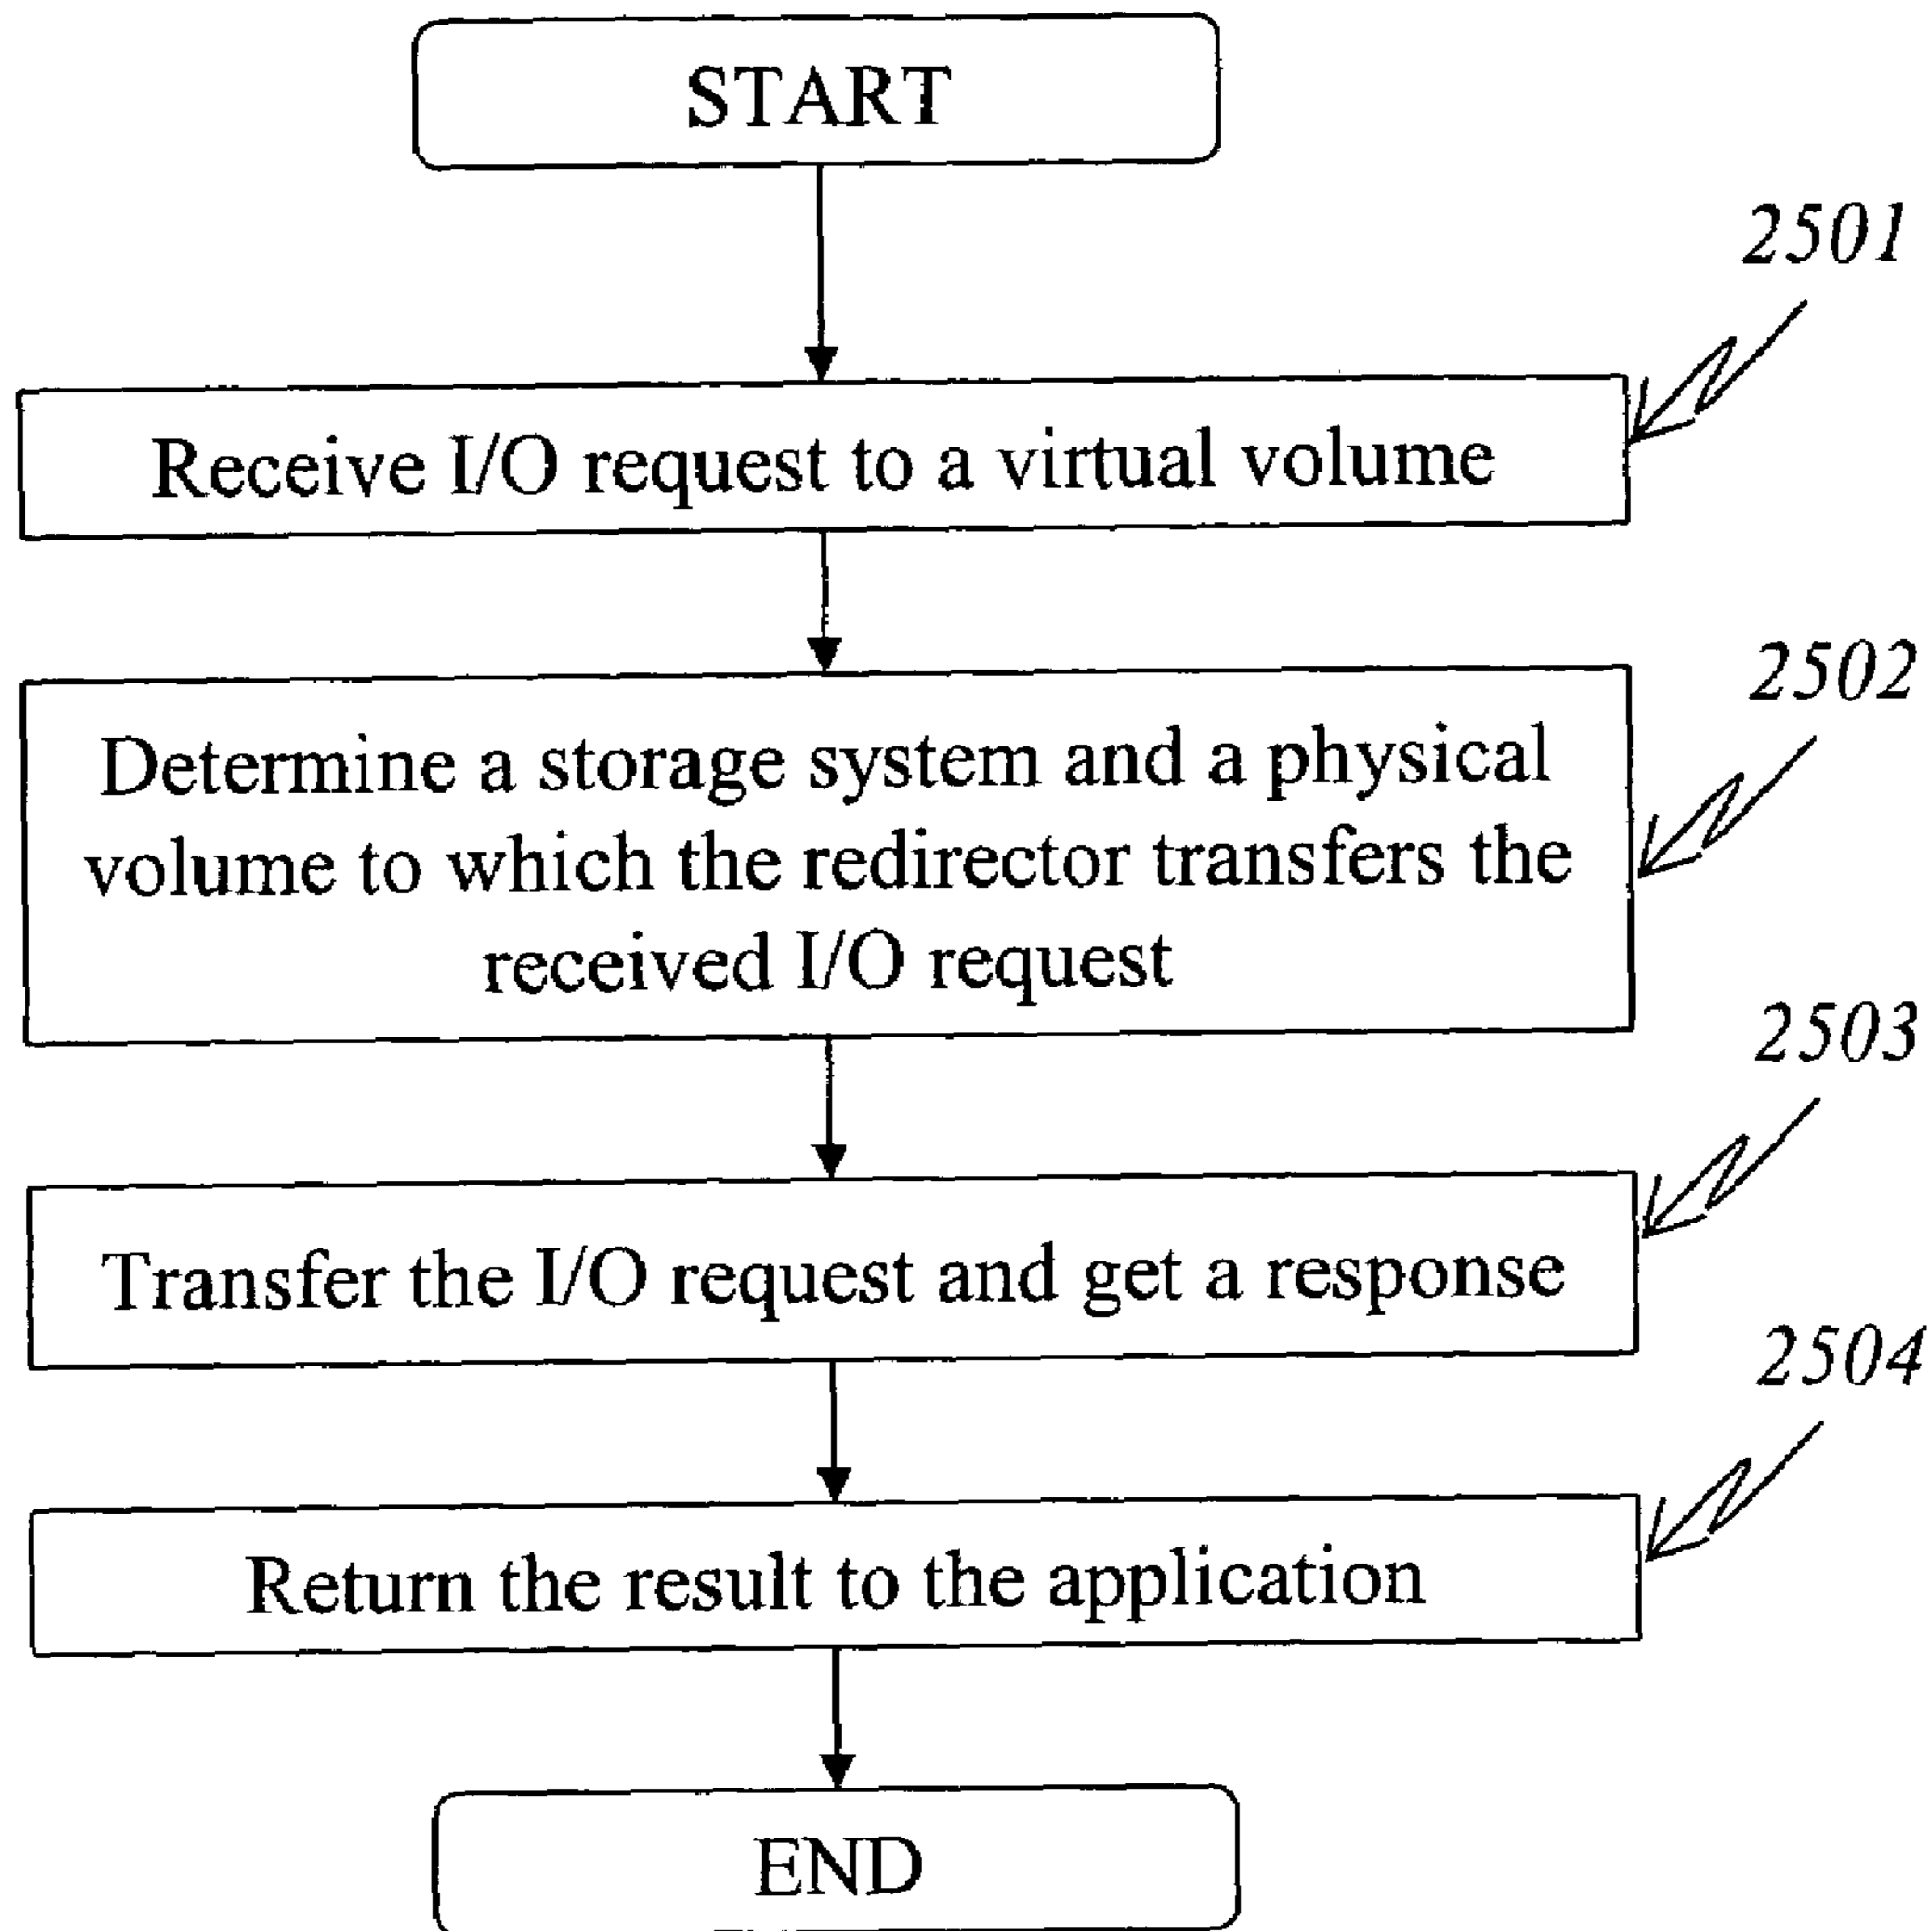 START
2501
Receive I/O request to a virtual volume
2502
Determine a storage system and a physical
volume to which the redirector transfers the
received I/O request
2503
Transfer the I/O request and get a response
2504
Return the result to the application
END